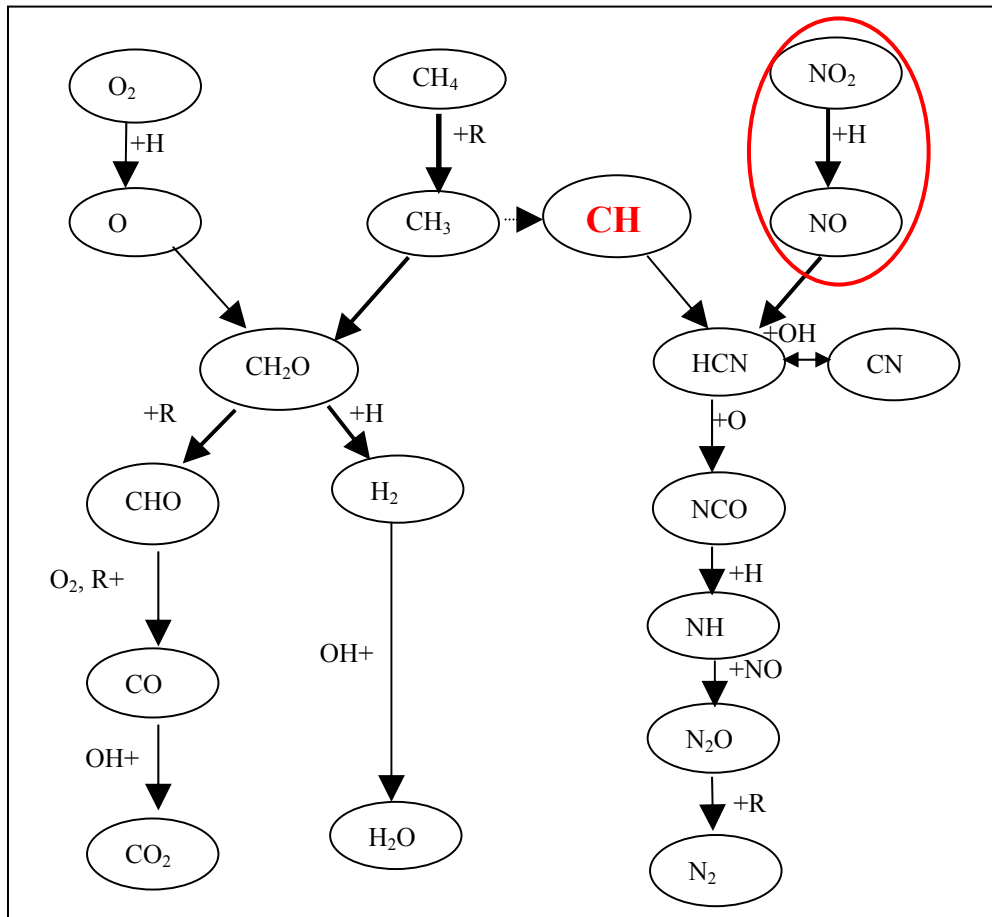 O₂
CH₄
NO₂
+H
+R
+H
O
CH₃
CH
NO
+OH
CH₂O
HCN
CN
+R
+H
+O
CHO
H₂
NCO
O₂, R+
+H
NH
OH+
+NO
CO
N₂O
OH+
+R
CO₂
H₂O
N₂